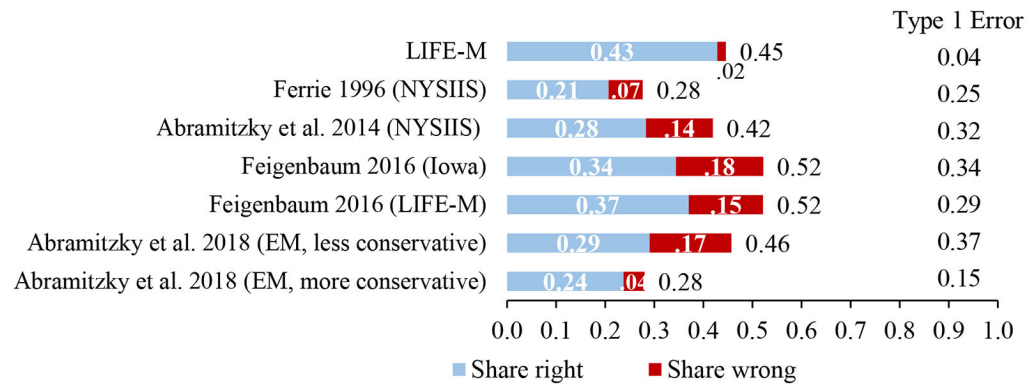 Type 1 Error
LIFE-M 0.43 .02 0.45 0.04
Ferrie 1996 (NYSIIS) 0.21 .07 0.28 0.25
Abramitzky et al. 2014 (NYSIIS) 0.28 .14 0.42 0.32
Feigenbaum 2016 (Iowa) 0.34 .18 0.52 0.34
Feigenbaum 2016 (LIFE-M) 0.37 .15 0.52 0.29
Abramitzky et al. 2018 (EM, less conservative) 0.29 .17 0.46 0.37
Abramitzky et al. 2018 (EM, more conservative) 0.24 .04 0.28 0.15
0.0 0.1 0.2 0.3 0.4 0.5 0.6 0.7 0.8 0.9 1.0
Share right Share wrong